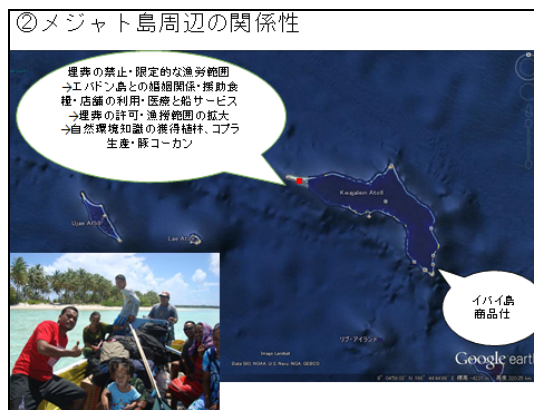 ②メジャト島周辺の関係性
埋葬の禁止・限定的な漁労範囲
→エバドン島との婚姻関係・援助食
糧・店舗の利用・医療と船サービス
→埋葬の許可・漁撈範囲の拡大
→自然環境知識の獲得植林、コプラ
生産・豚コーカン
Kwajalein Atoll
Ujae Atoll
Lae Atoll
イバイ島
商品仕
リブ・アイランド
Image Landsat
Data SIO, NOAA, U.S. Navy, NGA, GEBCO
Google earth